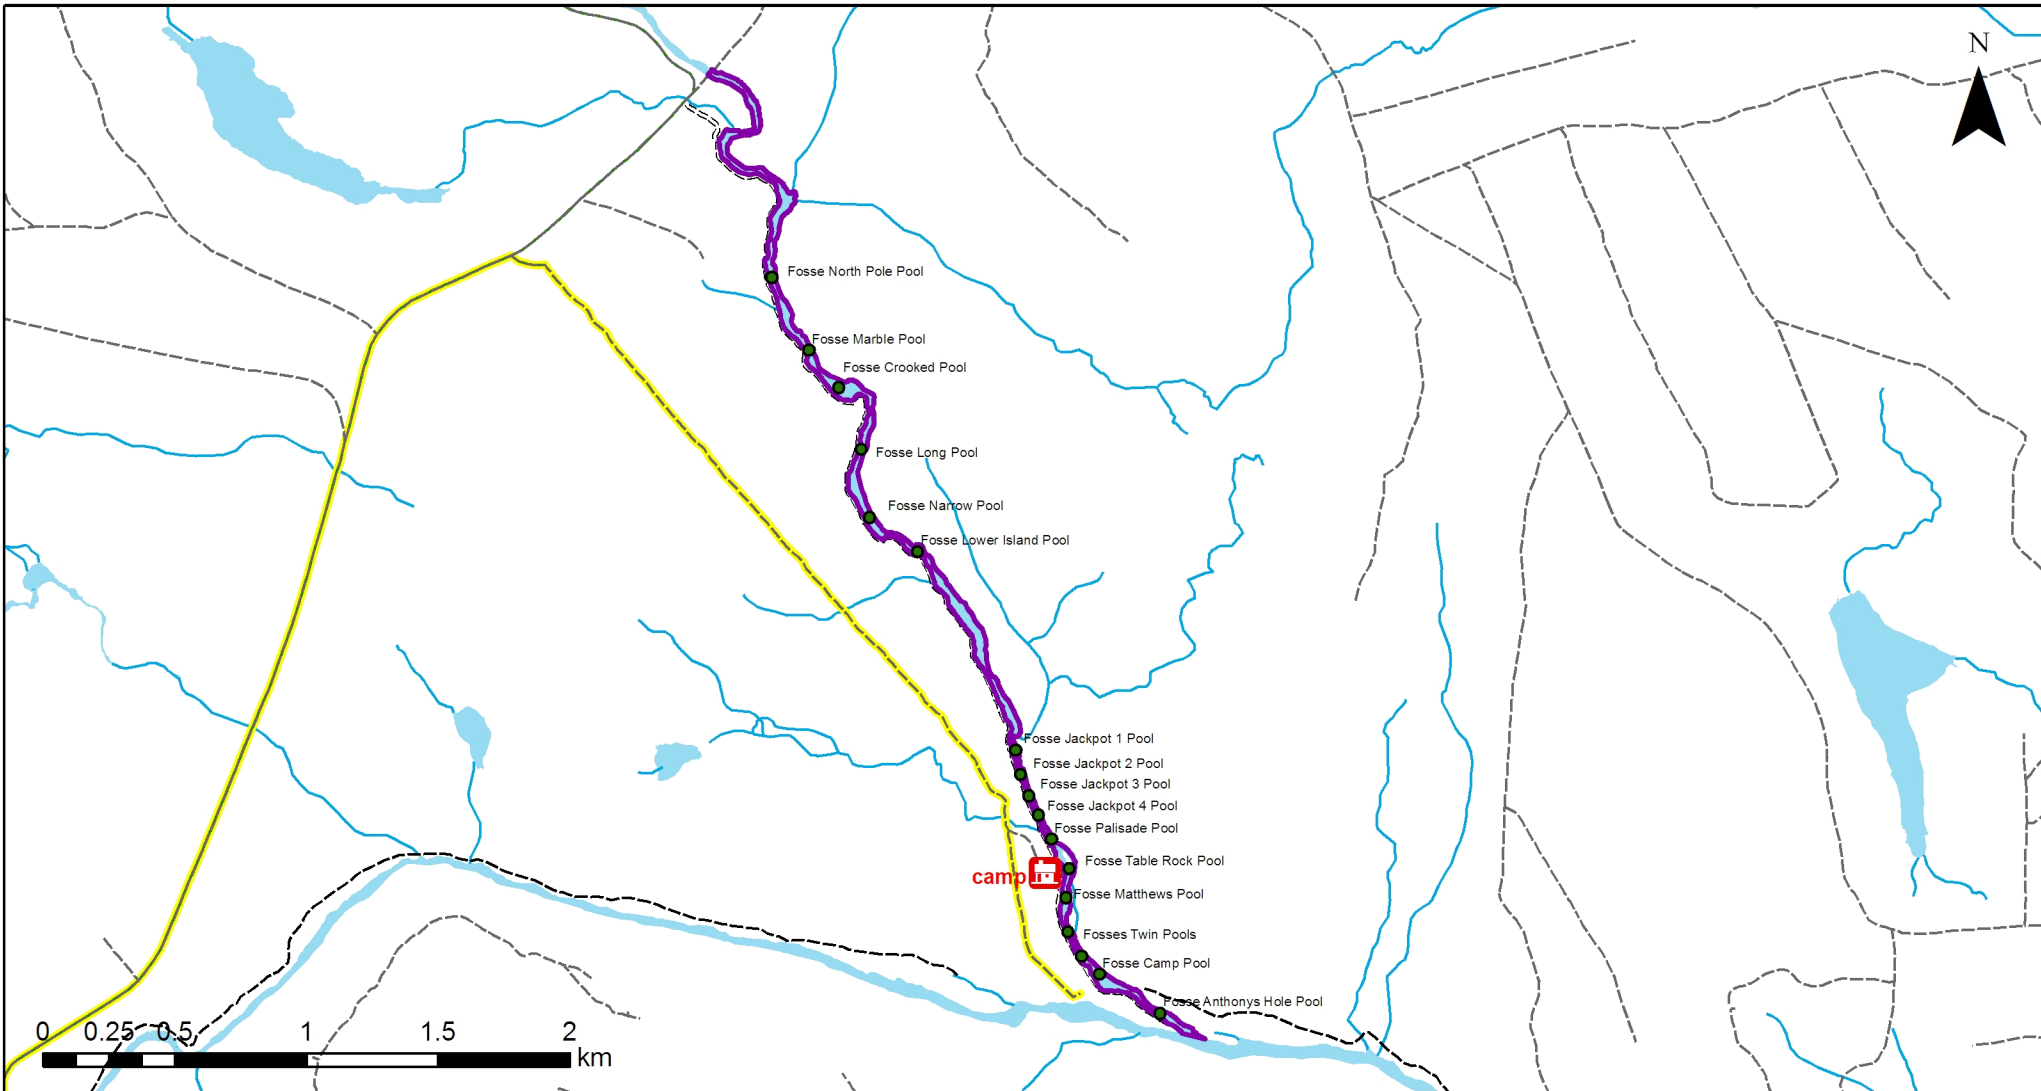 N
Fosse North Pole Pool
Fosse Marble Pool
Fosse Crooked Pool
Fosse Long Pool
Fosse Narrow Pool
Fosse Lower Island Pool
Fosse Jackpot 1 Pool
Fosse Jackpot 2 Pool
Fosse Jackpot 3 Pool
Fosse Jackpot 4 Pool
Fosse Palisade Pool
Fosse Table Rock Pool
camp
Fosse Matthews Pool
Fosses Twin Pools
Fosse Camp Pool
Fosse Anthonys Hole Pool
0 0.25 0.5 1 1.5 2
km